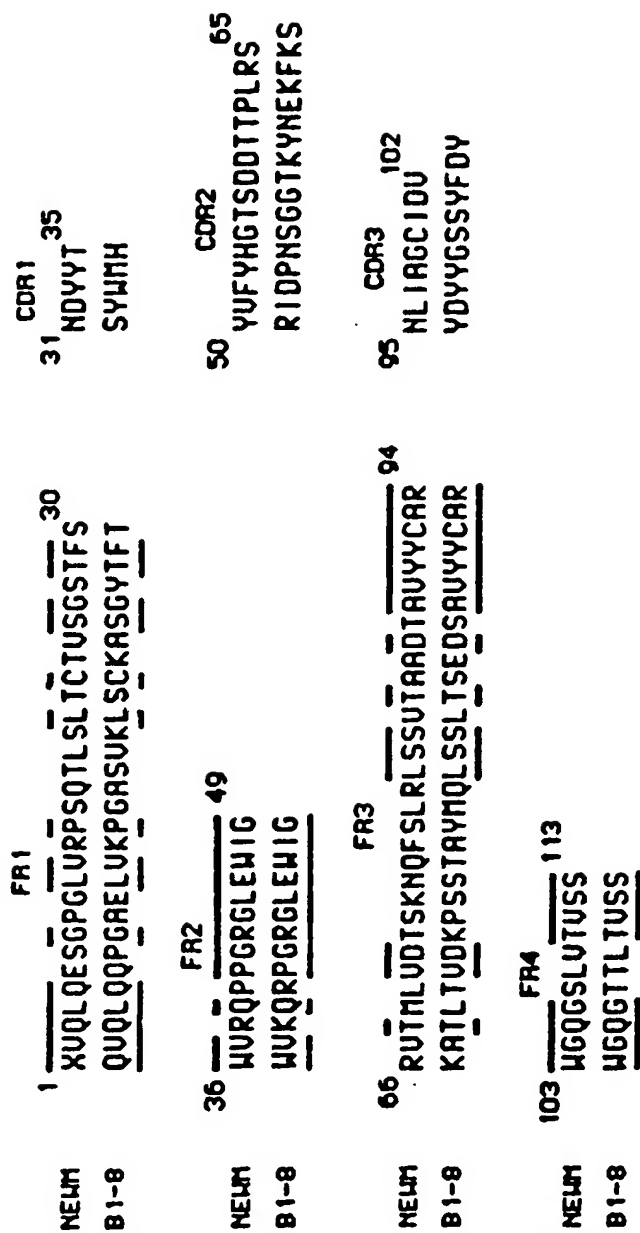 FR1 CDR1
1 30 31 35
NEWM XVQLQESGPGLVRPSQTLSLTCTVSGSTFS NDYYT
B1-8 QVQLQQPGAELVKPGASVKLSCKASGYTFT SYWMH
FR2 CDR2
36 49 50 65
NEWM WVRQPPGRGLEWIG YVFYHGTSDDTTPLRS
B1-8 WVKQRPGRGLEWIG RIDPNSGGTKYNEKFKS
FR3 CDR3
66 94 95 102
NEWM RVTMLVDTSKNQFSLRLSSVTAADTAVYYCAR NLIAGCIDV
B1-8 KATLTVDKPSSTAYMQLSSLTSEDSAVYYCAR YDYYGSSYFDY
FR4
103 113
NEWM WGQGSLVTVSS
B1-8 WGQGTTLTVSS